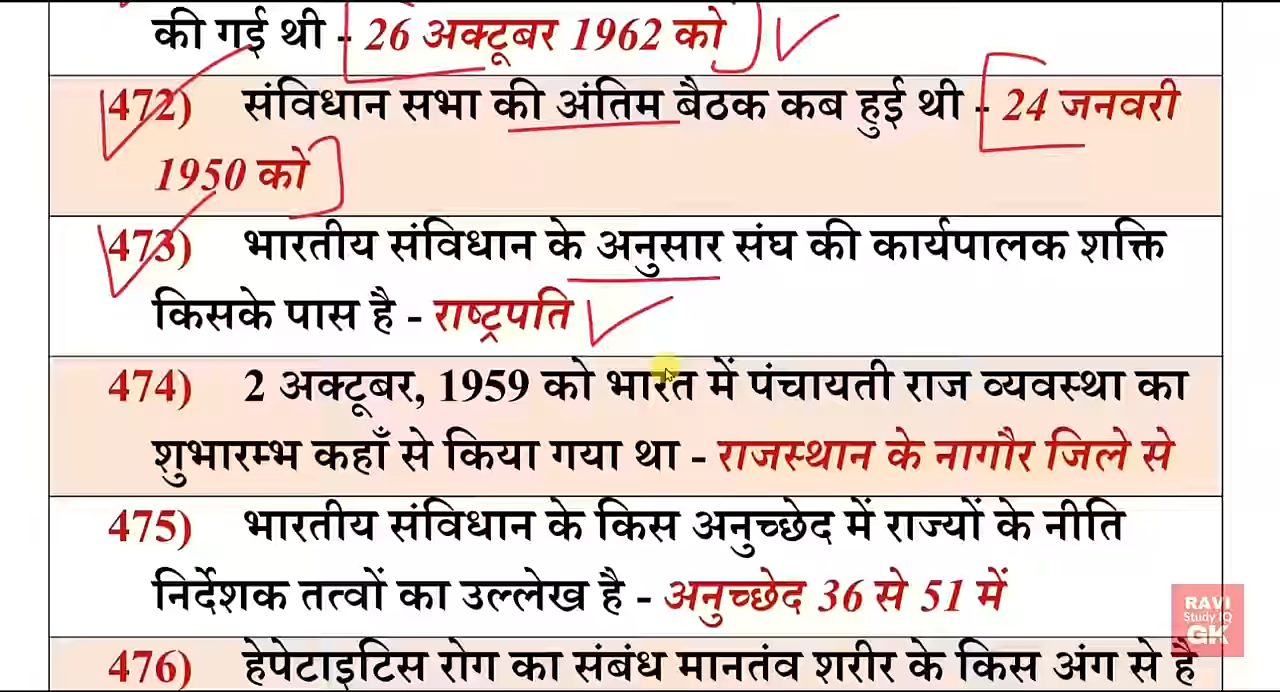 की गई थी - 26 अक्टूबर 1962 को
472) संविधान सभा की अंतिम बैठक कब हुई थी - 24 जनवरी
1950 को
473) भारतीय संविधान के अनुसार संघ की कार्यपालक शक्ति
किसके पास है - राष्ट्रपति
474) 2 अक्टूबर, 1959 को भारत में पंचायती राज व्यवस्था का
शुभारम्भ कहाँ से किया गया था - राजस्थान के नागौर जिले से
475) भारतीय संविधान के किस अनुच्छेद में राज्यों के नीति
निर्देशक तत्वों का उल्लेख है - अनुच्छेद 36 से 51 में
RAVI
Study IQ
GK
476) हेपेटाइटिस रोग का संबंध मानतंव शरीर के किस अंग से है